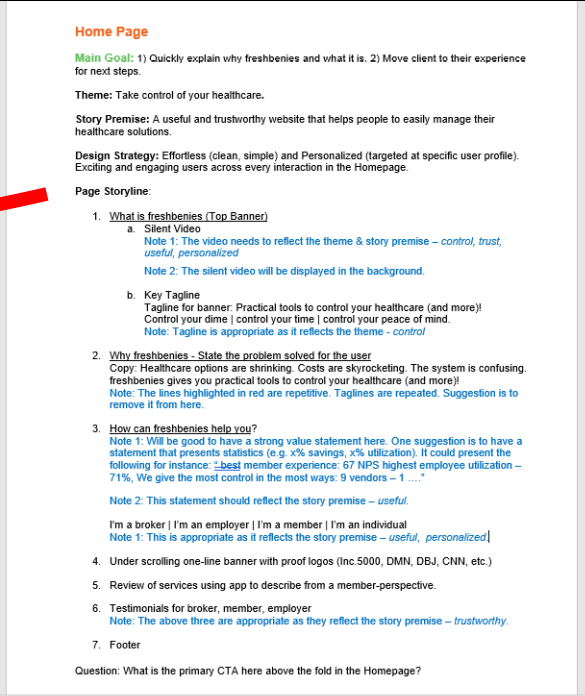 Home Page
Main Goal: 1) Quickly explain why freshbenies and what it is. 2) Move client to their experience
for next steps.
Theme: Take control of your healthcare.
Story Premise: A useful and trustworthy website that helps people to easily manage their
healthcare solutions.
Design Strategy: Effortless (clean, simple) and Personalized (targeted at specific user profile).
Exciting and engaging users across every interaction in the Homepage.
Page Storyline:
1. What is freshbenies (Top Banner)
a. Silent Video
Note 1: The video needs to reflect the theme & story premise – control, trust,
useful, personalized
Note 2: The silent video will be displayed in the background.
b. Key Tagline
Tagline for banner: Practical tools to control your healthcare (and more)!
Control your dime | control your time | control your peace of mind.
Note: Tagline is appropriate as it reflects the theme - control
2. Why freshbenies - State the problem solved for the user
Copy: Healthcare options are shrinking. Costs are skyrocketing. The system is confusing.
freshbenies gives you practical tools to control your healthcare (and more)!
Note: The lines highlighted in red are repetitive. Taglines are repeated. Suggestion is to
remove it from here.
3. How can freshbenies help you?
Note 1: Will be good to have a strong value statement here. One suggestion is to have a
statement that presents statistics (e.g. x% savings, x% utilization). It could present the
following for instance: “ best member experience: 67 NPS highest employee utilization –
71%, We give the most control in the most ways: 9 vendors – 1 ….”
Note 2: This statement should reflect the story premise – useful.
I'm a broker | I'm an employer | I'm a member | I'm an individual
Note 1: This is appropriate as it reflects the story premise – useful, personalized.
4. Under scrolling one-line banner with proof logos (Inc.5000, DMN, DBJ, CNN, etc.)
5. Review of services using app to describe from a member-perspective.
6. Testimonials for broker, member, employer
Note: The above three are appropriate as they reflect the story premise – trustworthy.
7. Footer
Question: What is the primary CTA here above the fold in the Homepage?